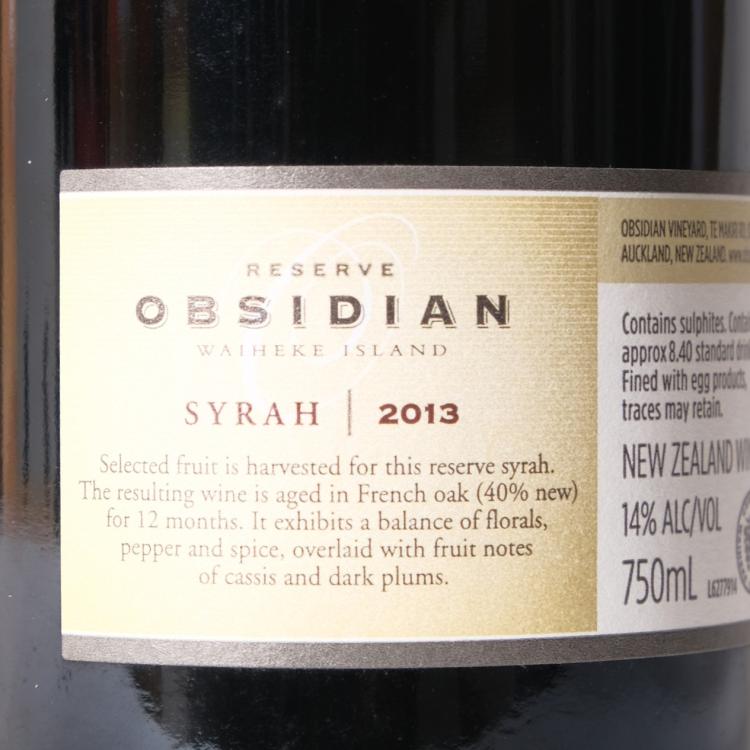 RESERVE
OBSIDIAN
WAIHEKE ISLAND
SYRAH | 2013
Selected fruit is harvested for this reserve syrah.
The resulting wine is aged in French oak (40% new)
for 12 months. It exhibits a balance of florals,
pepper and spice, overlaid with fruit notes
of cassis and dark plums.
OBSIDIAN VINEYARD, TE MAKIRI
AUCKLAND, NEW ZEALAND.
Contains sulphites.
approx 8.40 standard
Fined with egg products,
traces may retain.
NEW ZEALAND
14% ALC/VOL
750mL L6277914